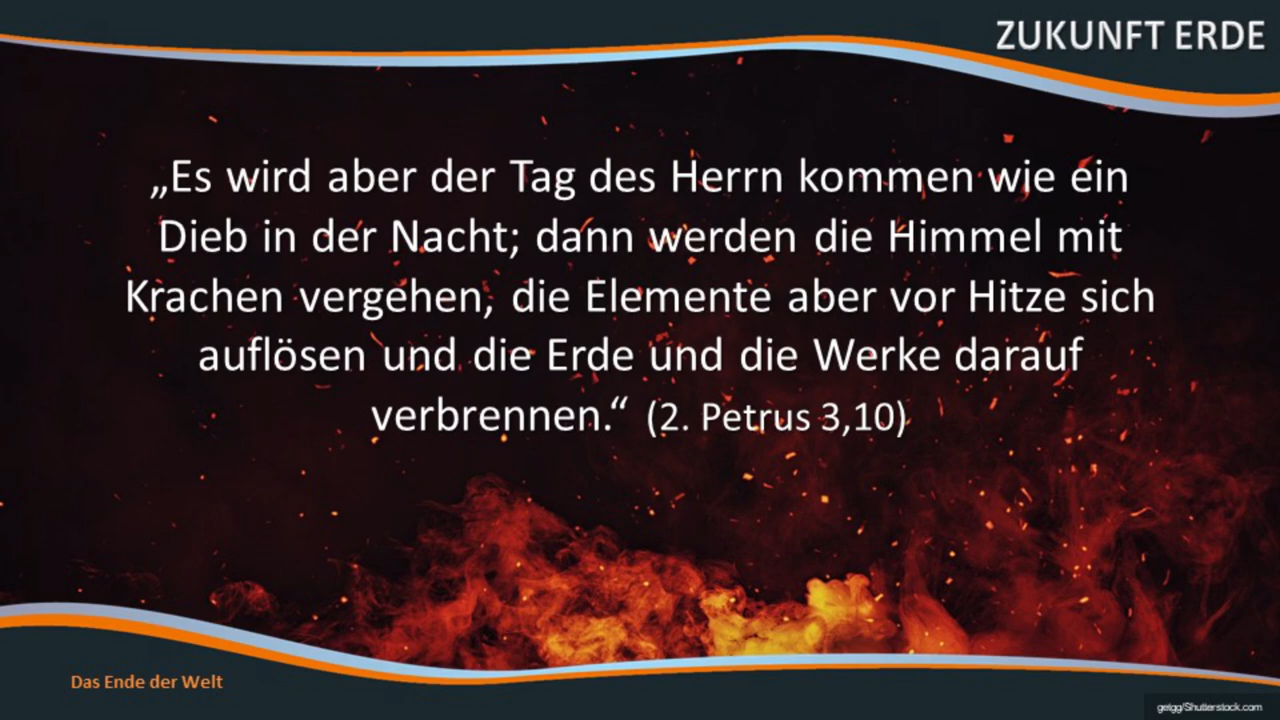 ZUKUNFT ERDE
„Es wird aber der Tag des Herrn kommen wie ein
Dieb in der Nacht; dann werden die Himmel mit
Krachen vergehen, die Elemente aber vor Hitze sich
auflösen und die Erde und die Werke darauf
verbrennen.“ (2. Petrus 3,10)
Das Ende der Welt
getgg/Shutterstock.com